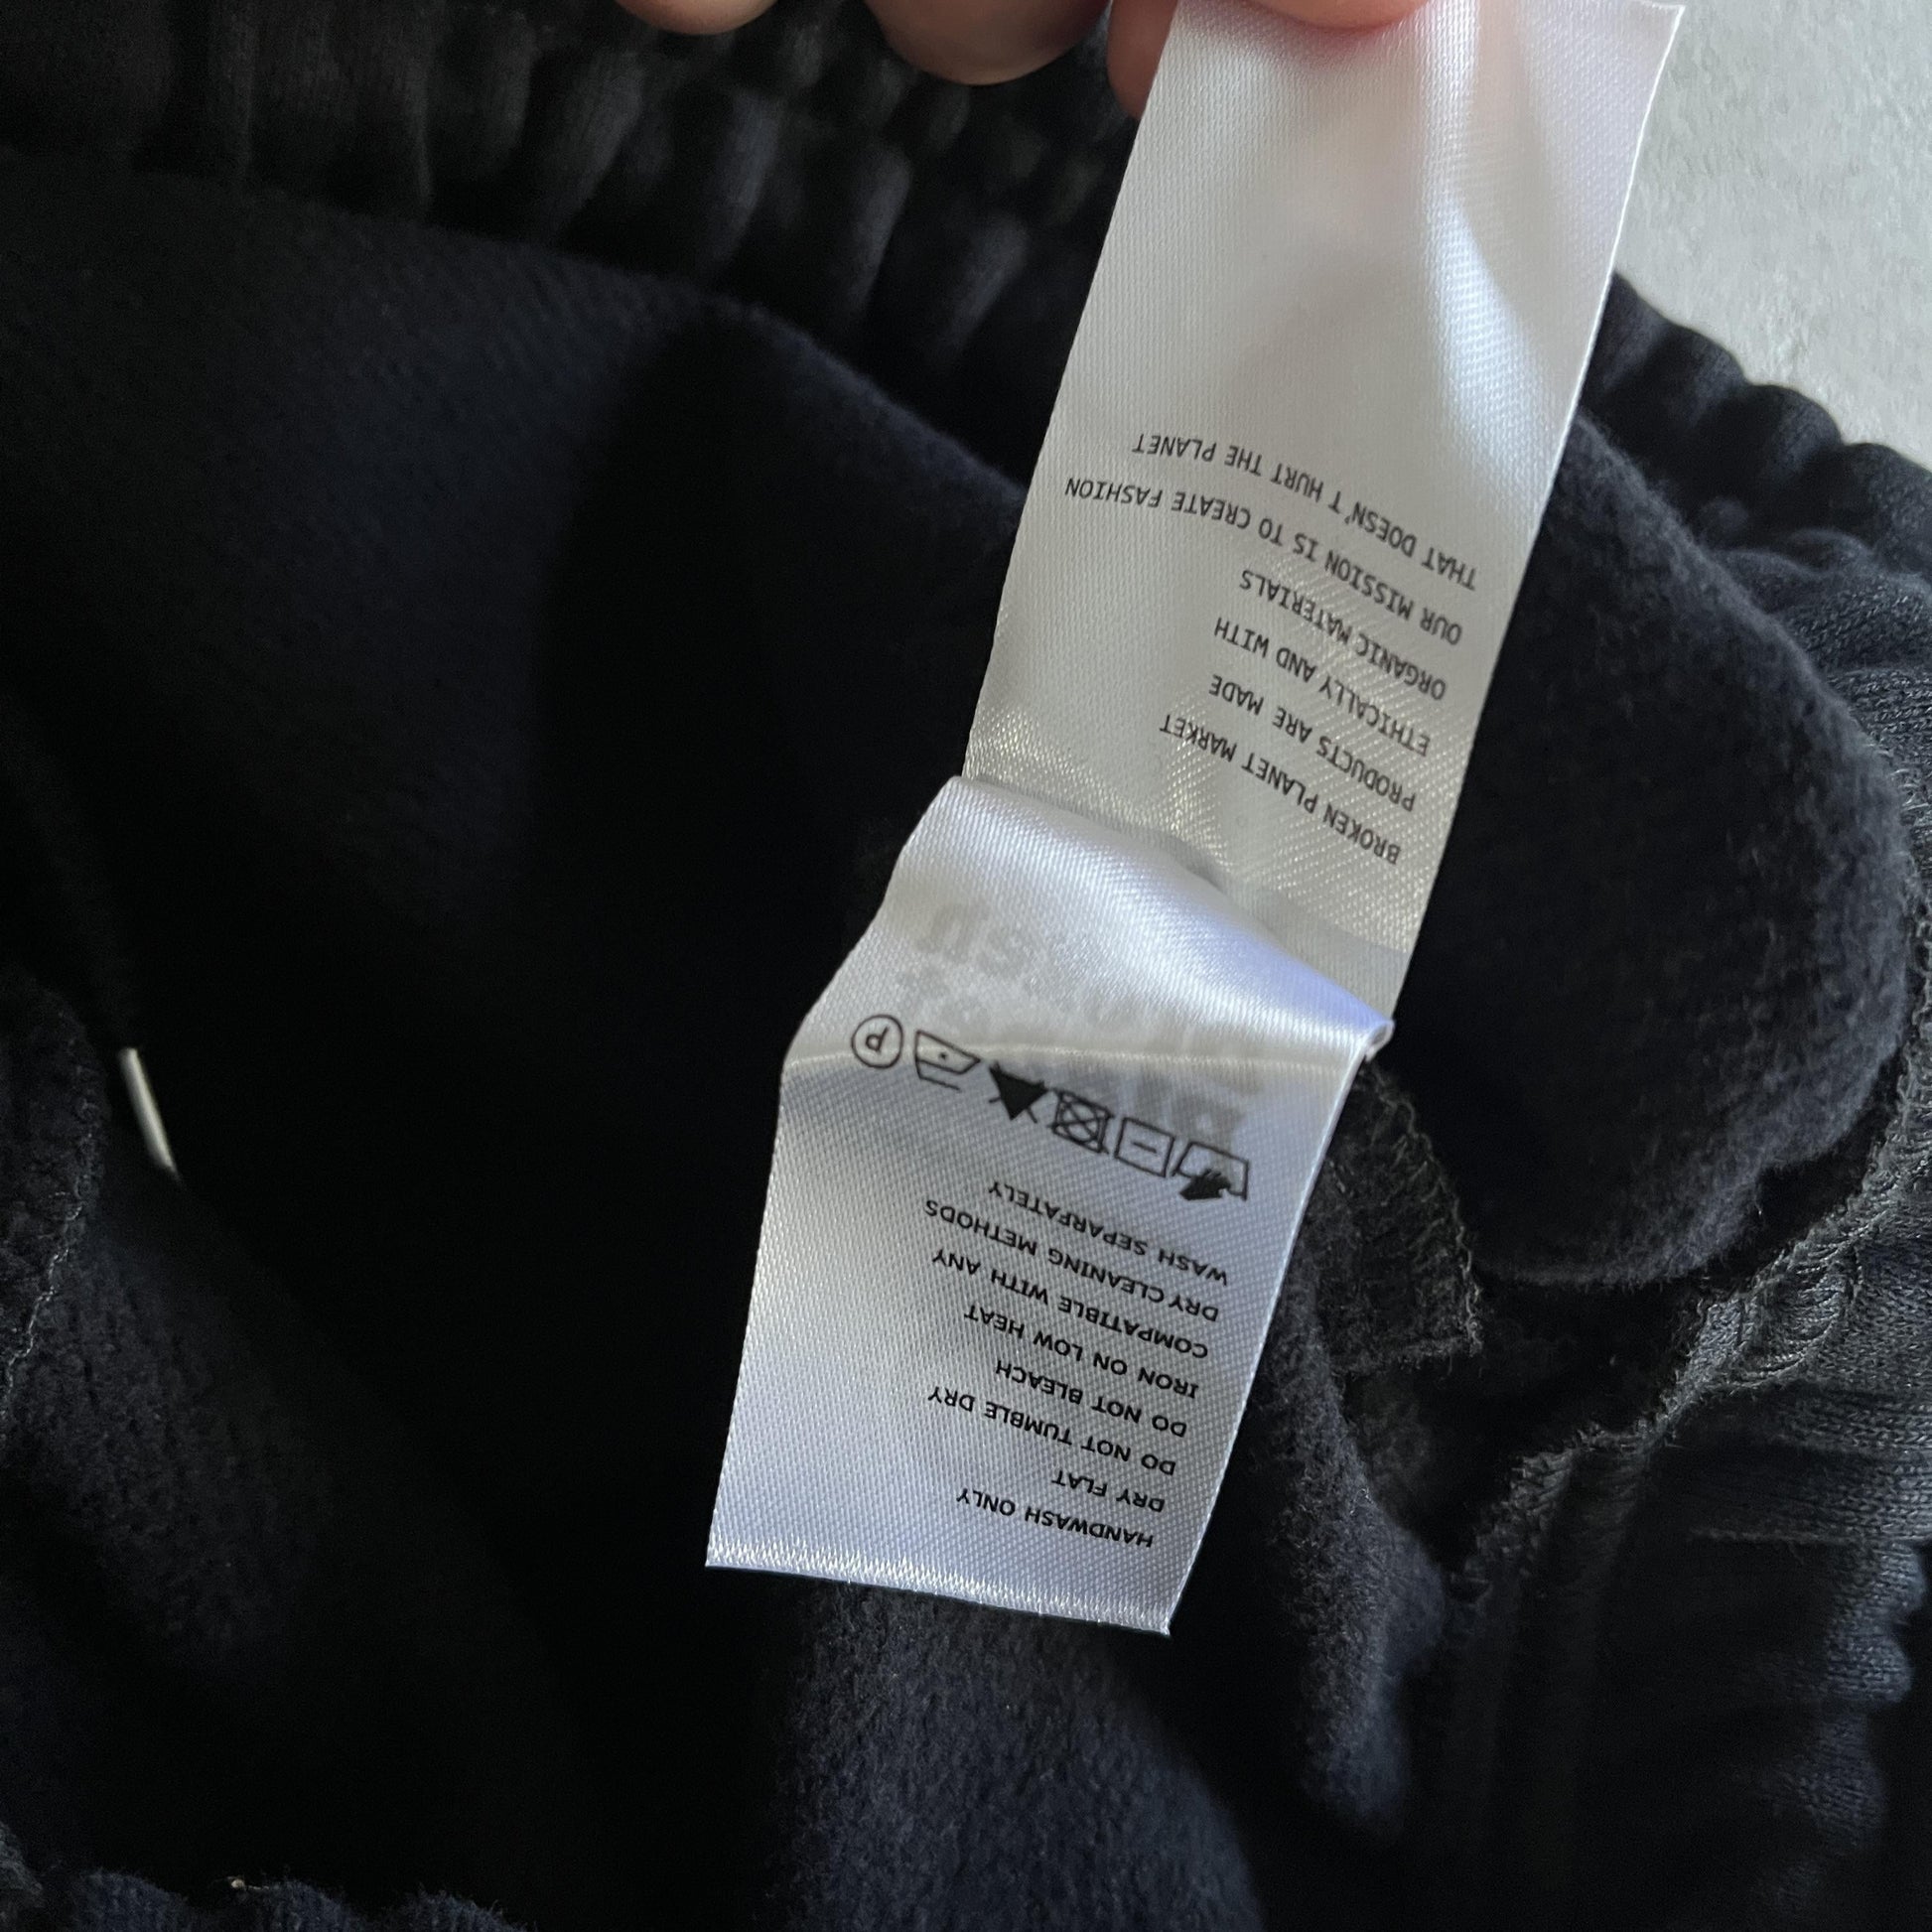 HANDWASH ONLY
DRY FLAT
DO NOT TUMBLE DRY
DO NOT BLEACH
IRON ON LOW HEAT
COMPATIBLE WITH ANY
DRY CLEANING METHODS
WASH SEPARFATELY
P
BROKEN PLANET MARKET
PRODUCTS ARE MADE
ETHICALLY AND WITH
ORGANIC MATERIALS
OUR MISSION IS TO CREATE FASHION
THAT DOESN'T HURT THE PLANET